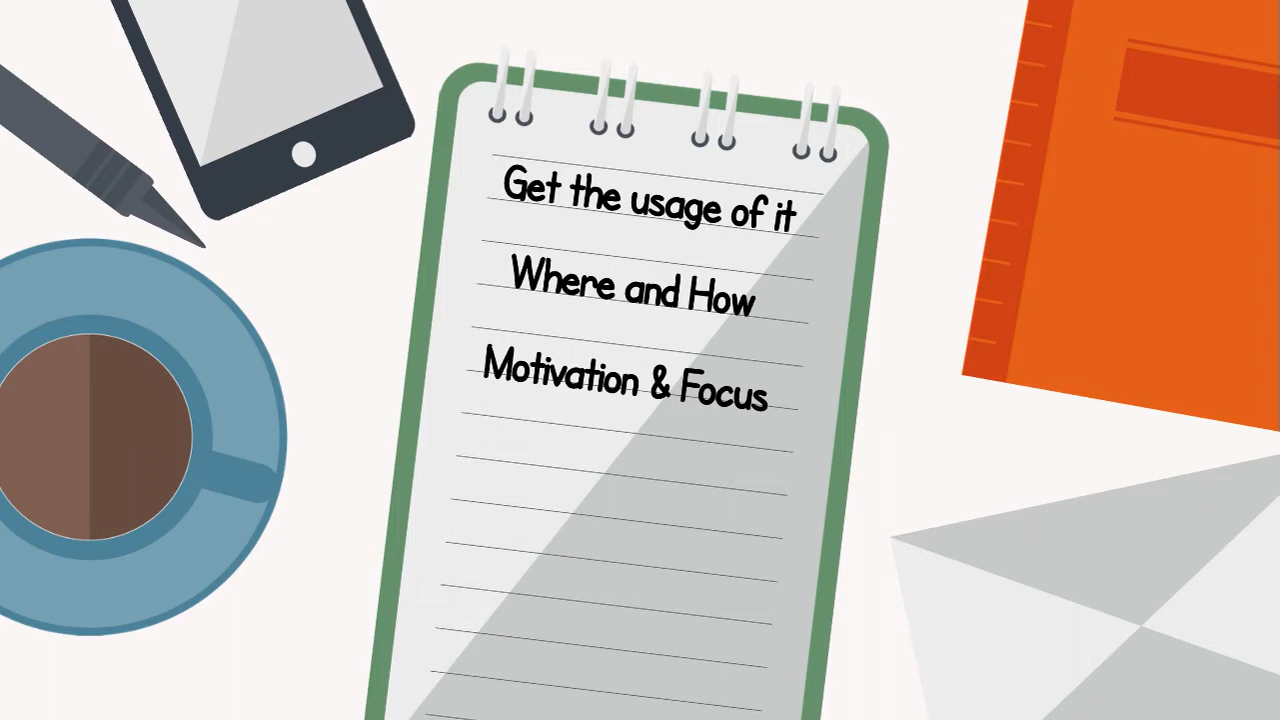 Get the usage of it
Where and How
Motivation & Focus